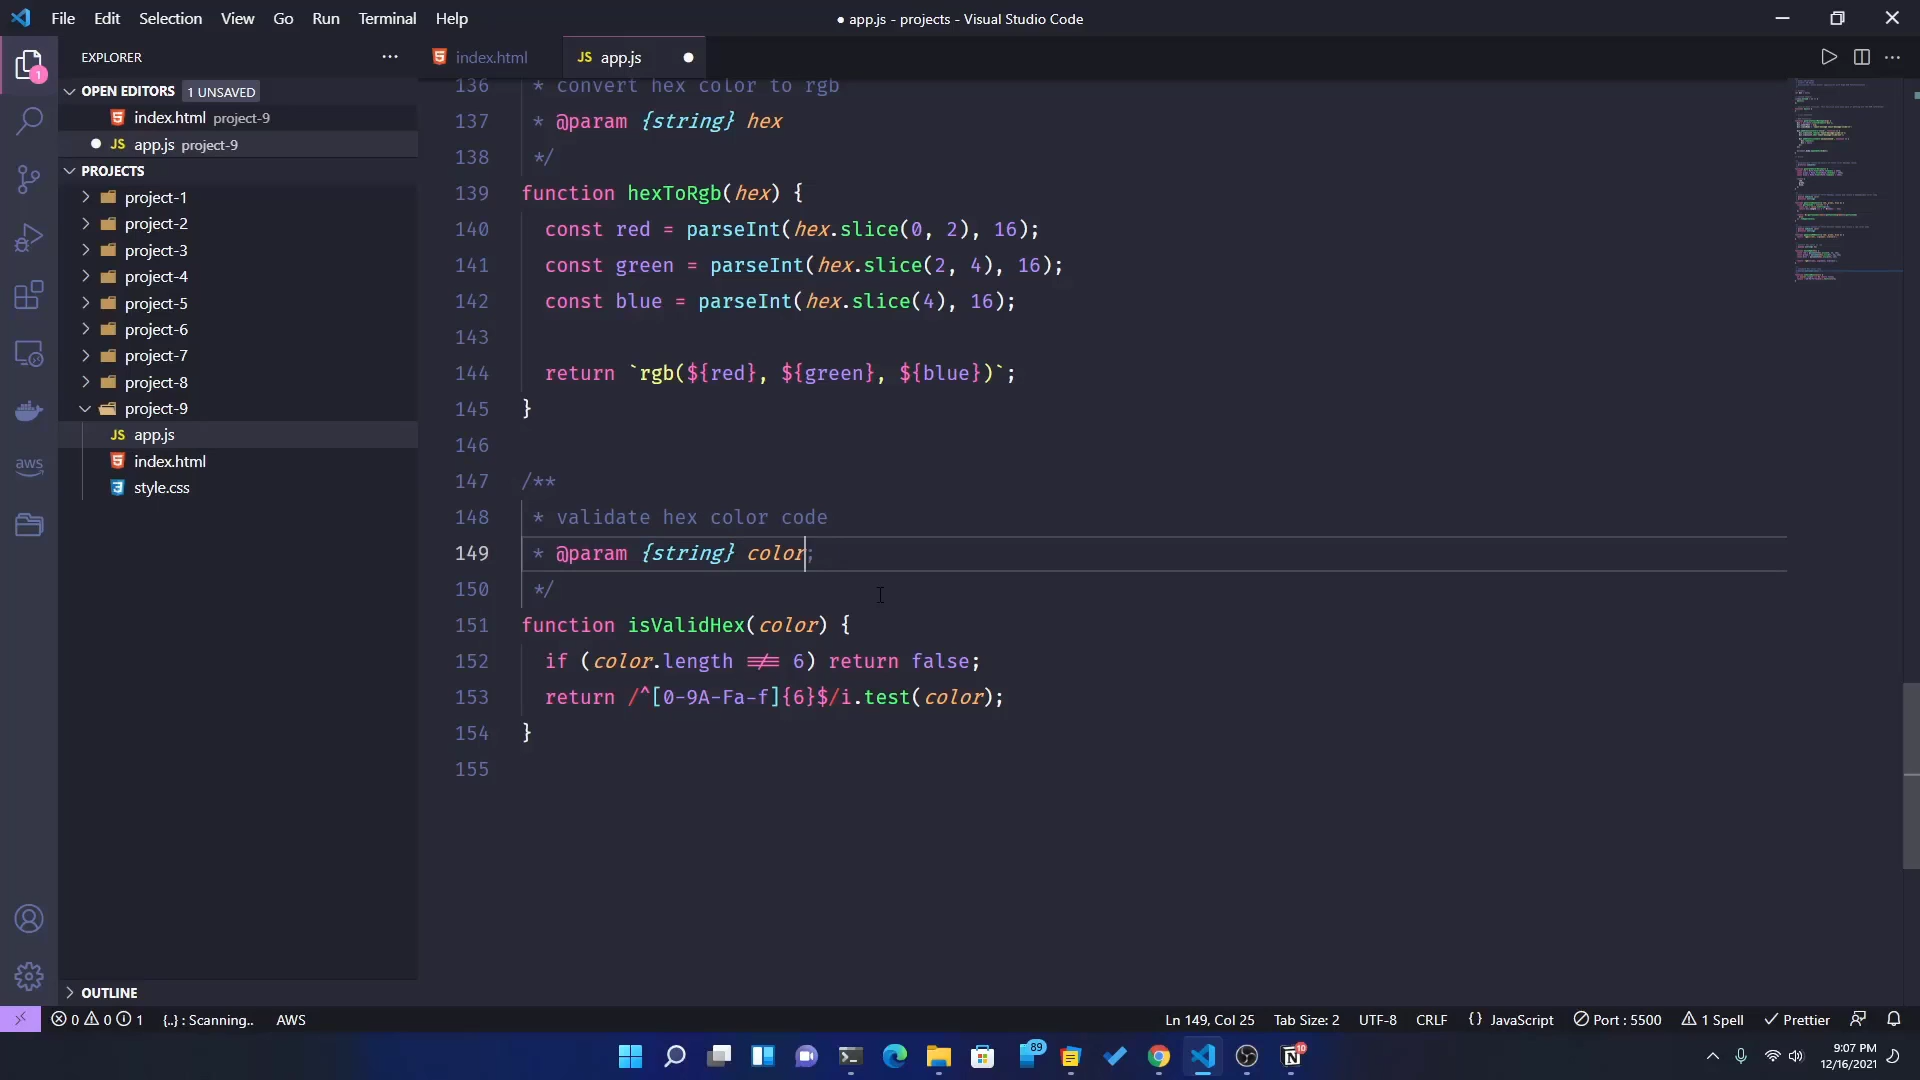 File Edit Selection View Go Run Terminal Help
● app.js - projects - Visual Studio Code
EXPLORER
OPEN EDITORS 1 UNSAVED
index.html project-9
JS app.js project-9
PROJECTS
project-1
project-2
project-3
project-4
project-5
project-6
project-7
project-8
project-9
JS app.js
index.html
style.css
OUTLINE
1
aws
index.html
JS app.js
136 * convert hex color to rgb
137 * @param {string} hex
138 */
139 function hexToRgb(hex) {
140 const red = parseInt(hex.slice(0, 2), 16);
141 const green = parseInt(hex.slice(2, 4), 16);
142 const blue = parseInt(hex.slice(4), 16);
143
144 return `rgb(${red}, ${green}, ${blue})`;
145 }
146
147 /**
148 * validate hex color code
149 * @param {string} color;
150 */
151 function isValidHex(color) {
152 if (color.length !== 6) return false;
153 return /^[0-9A-Fa-f]{6}$/i.test(color);
154 }
155
0 0 1 {..} : Scanning.. AWS
Ln 149, Col 25 Tab Size: 2 UTF-8 CRLF {} JavaScript Port : 5500 1 Spell Prettier
89
10
9:07 PM
12/16/2021